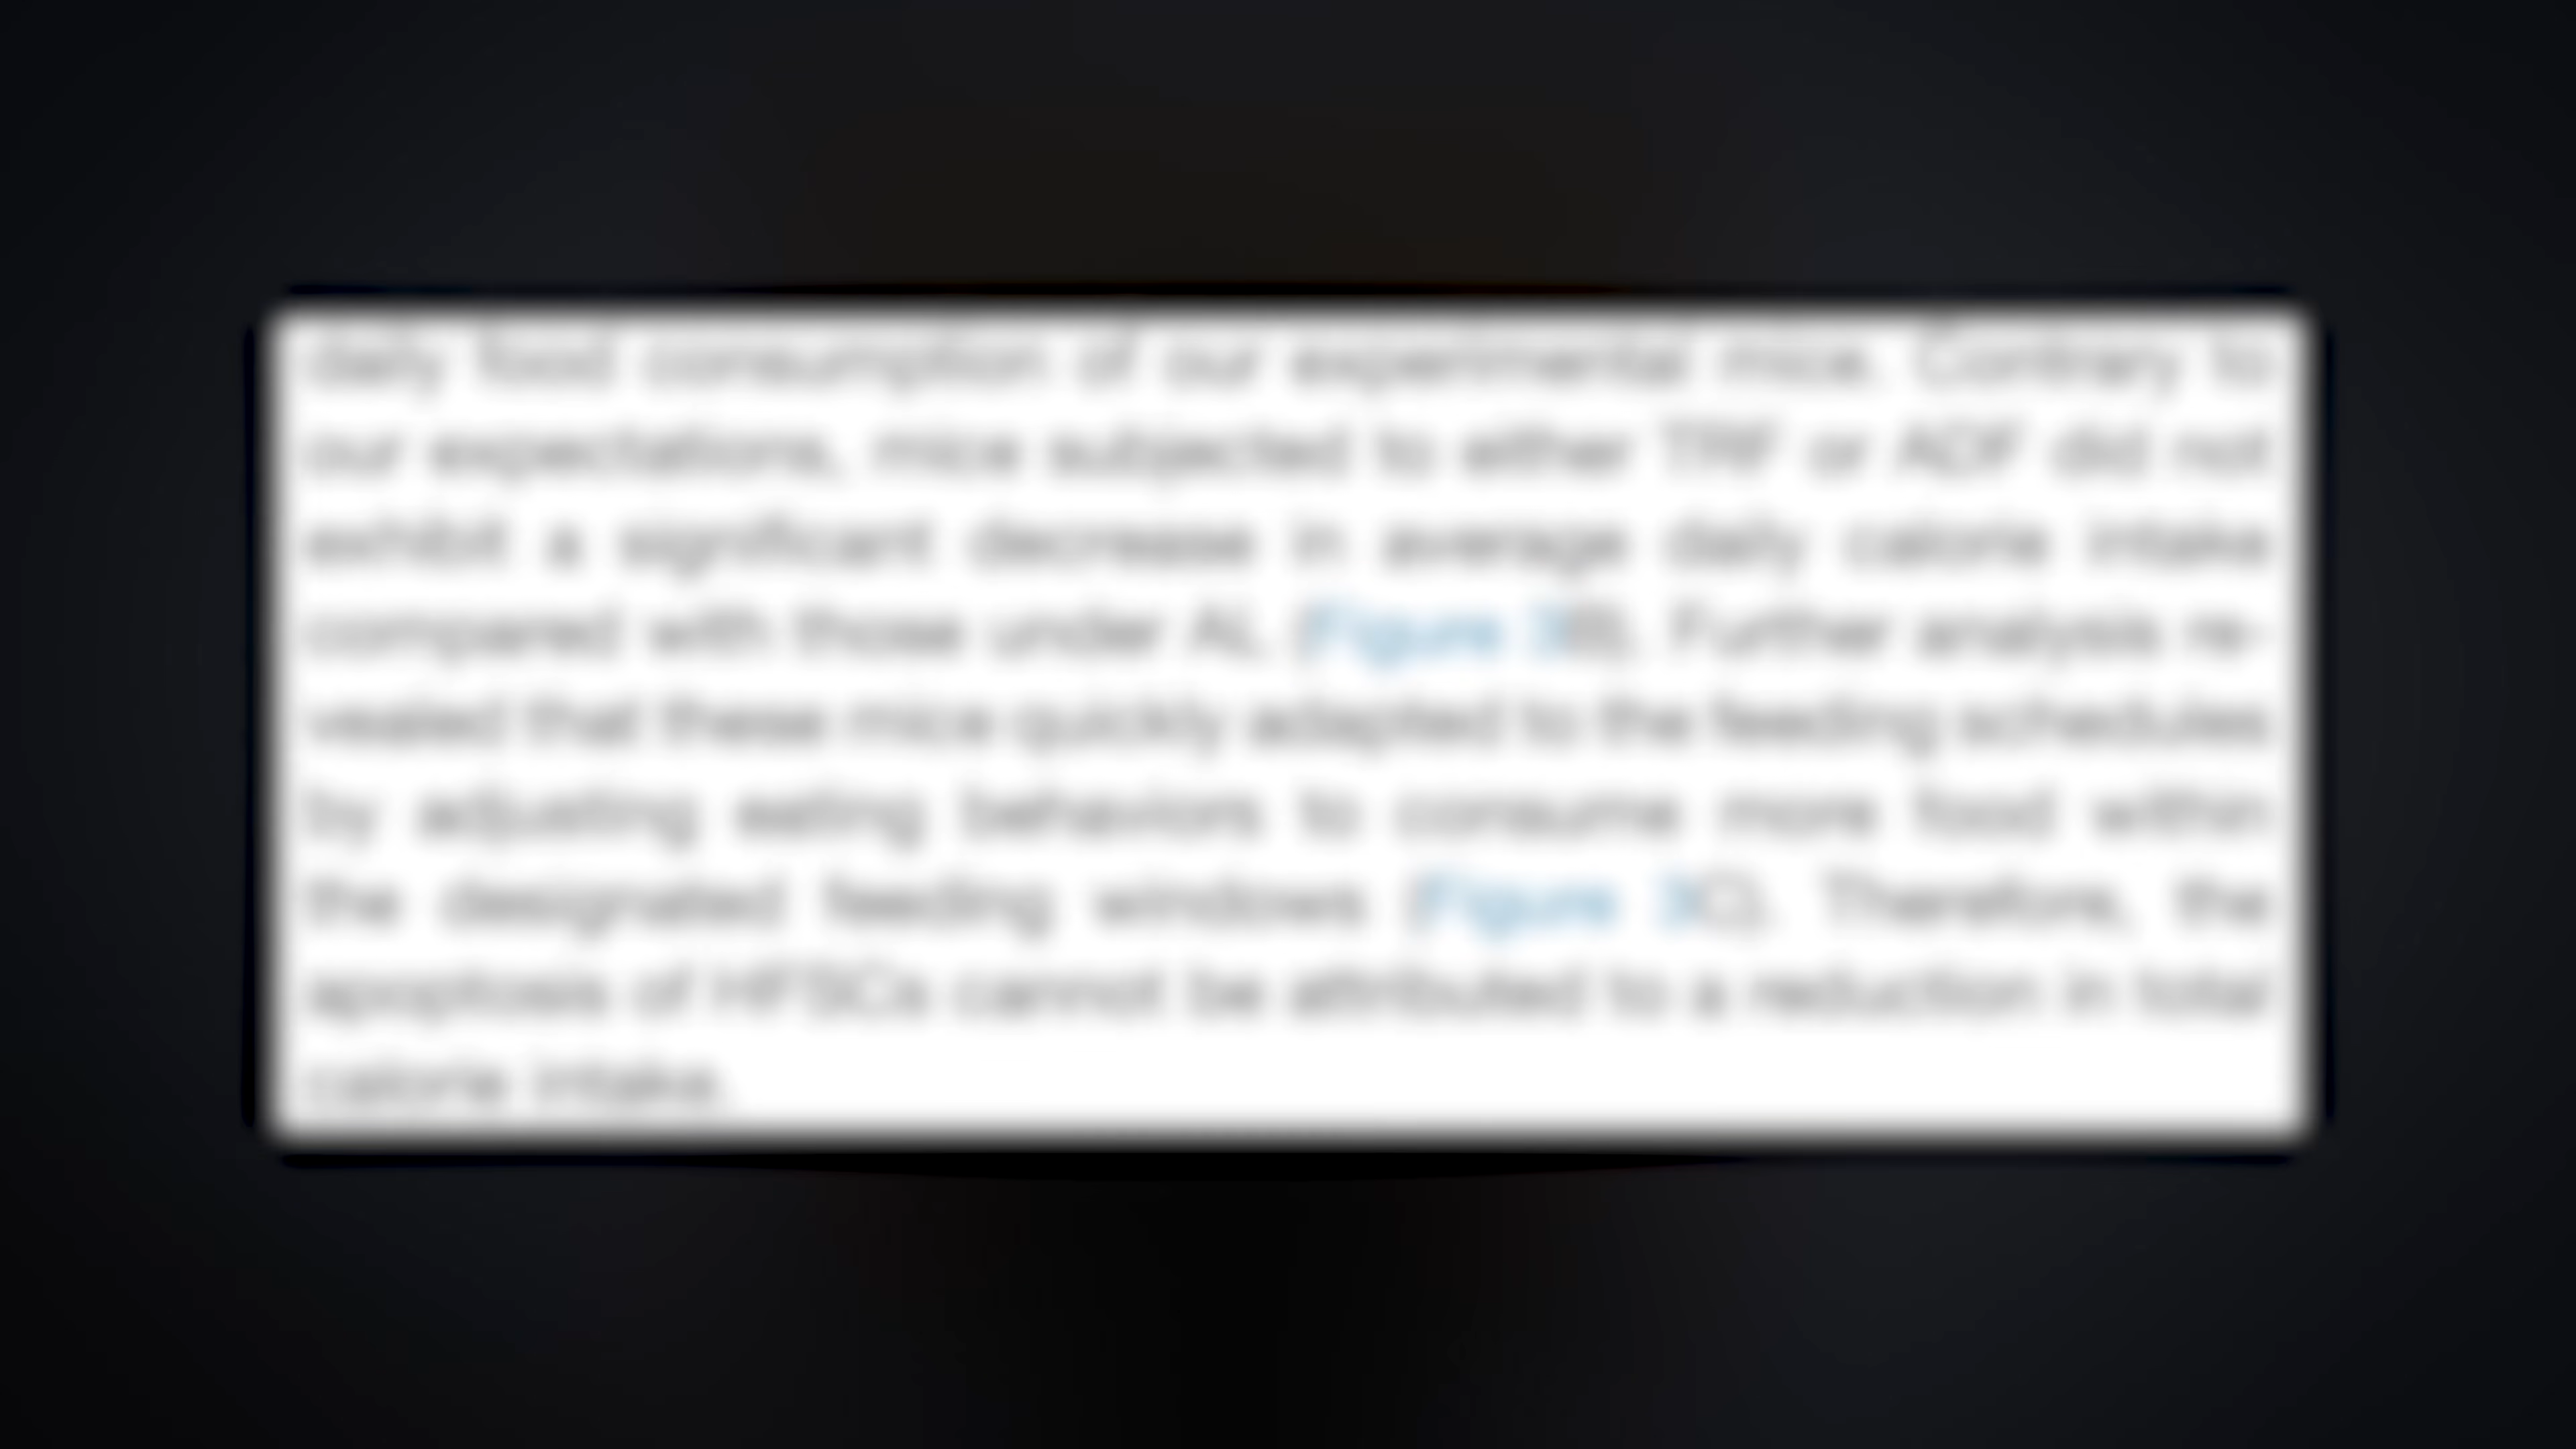 daily food consumption of our experimental mice. Contrary to
our expectations, mice subjected to either TRF or ADF did not
exhibit a significant decrease in average daily calorie intake
compared with those under AL (Figure 3B). Further analysis re-
vealed that these mice quickly adapted to the feeding schedules
by adjusting eating behaviors to consume more food within
the designated feeding windows (Figure 3C). Therefore, the
apoptosis of HFSCs cannot be attributed to a reduction in total
calorie intake.